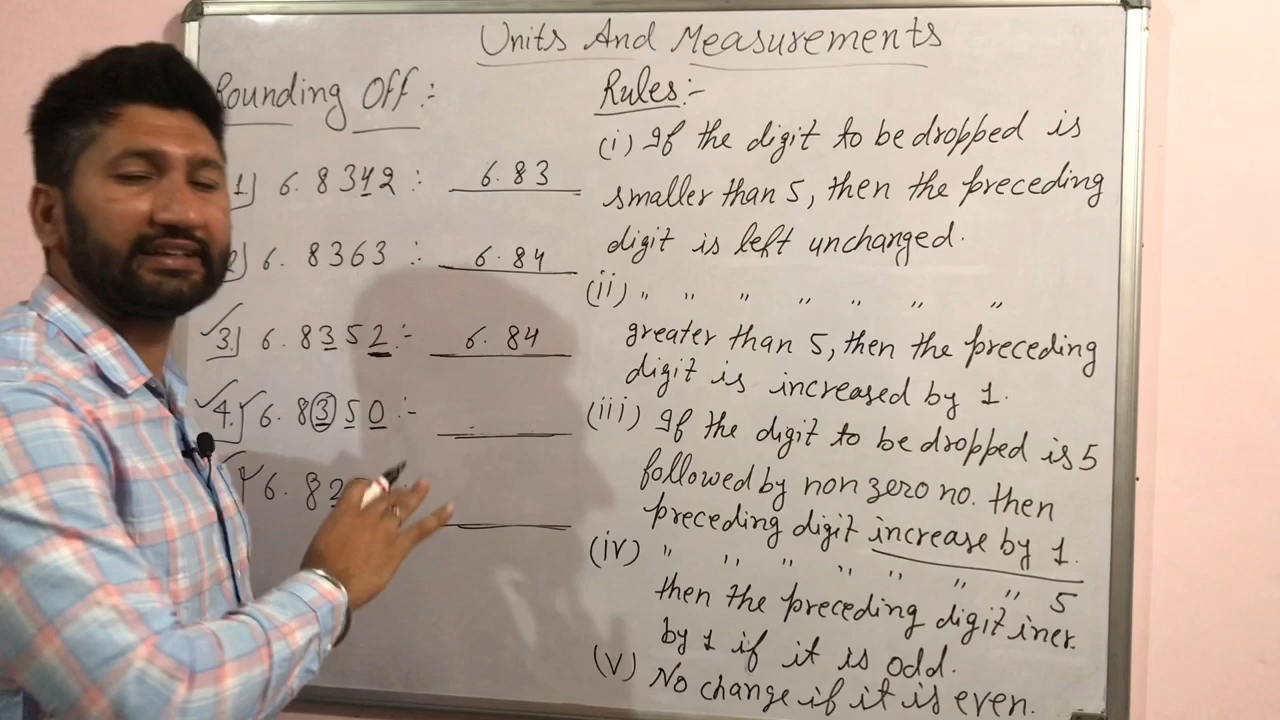 Units And Measurements
Rounding Off :-
1) 6.8342 : 6.83
2) 6. 8363 : 6.84
3.) 6.8352 :- 6.84
4.) 6.8350 :-
6.82
Rules:-
(i) If the digit to be dropped is
smaller than 5, then the preceding
digit is left unchanged.
(ii) " " " " " " "
greater than 5, then the preceding
digit is increased by 1.
(iii) If the digit to be dropped is 5
followed by non zero no. then
preceding digit increase by 1.
(iv) " " " " " " " 5
then the preceding digit incr.
by 1 if it is odd.
(v) No change if it is even.